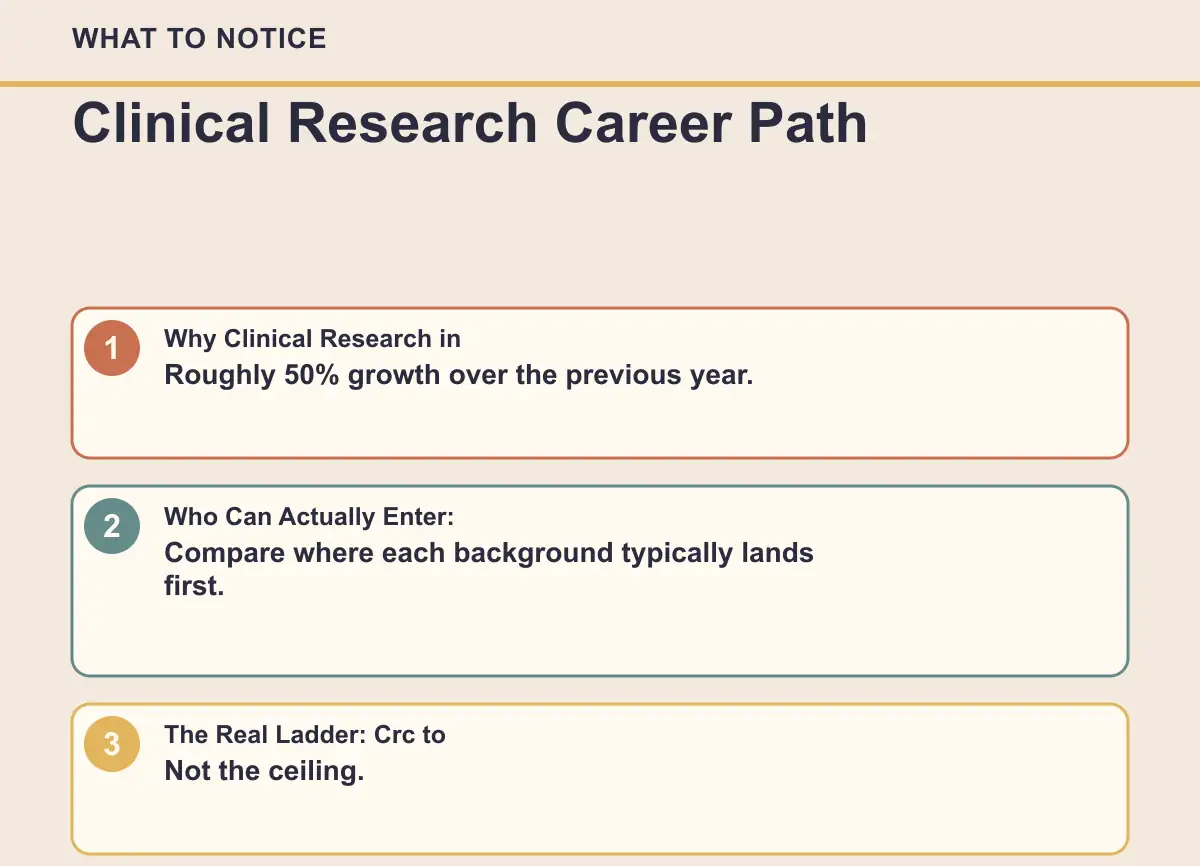 WHAT TO NOTICE
Clinical Research Career Path
1
Why Clinical Research in
Roughly 50% growth over the previous year.
2
Who Can Actually Enter:
Compare where each background typically lands
first.
3
The Real Ladder: Crc to
Not the ceiling.